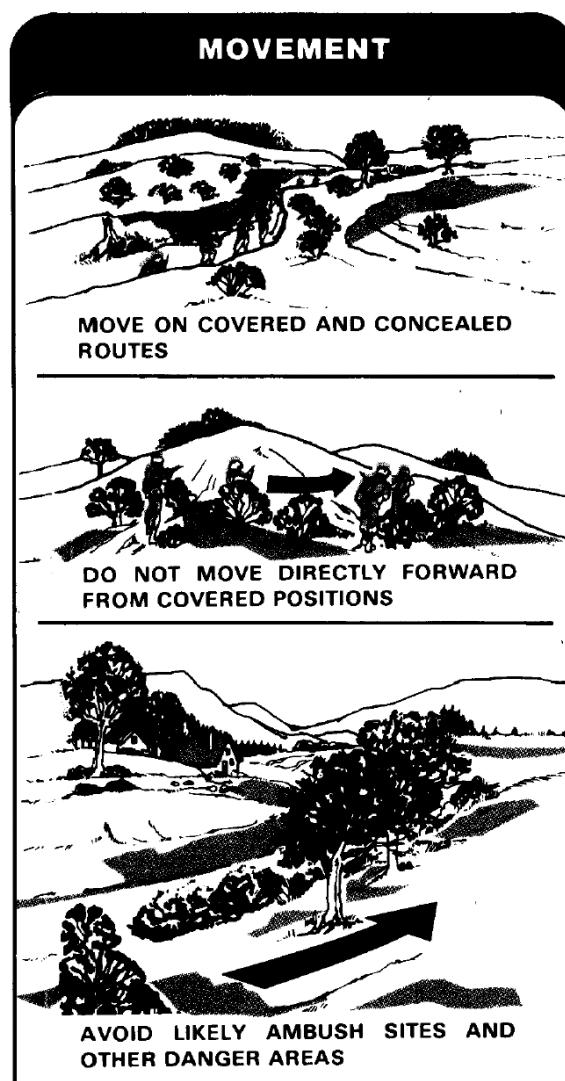 MOVEMENT
MOVE ON COVERED AND CONCEALED
ROUTES
DO NOT MOVE DIRECTLY FORWARD
FROM COVERED POSITIONS
AVOID LIKELY AMBUSH SITES AND
OTHER DANGER AREAS